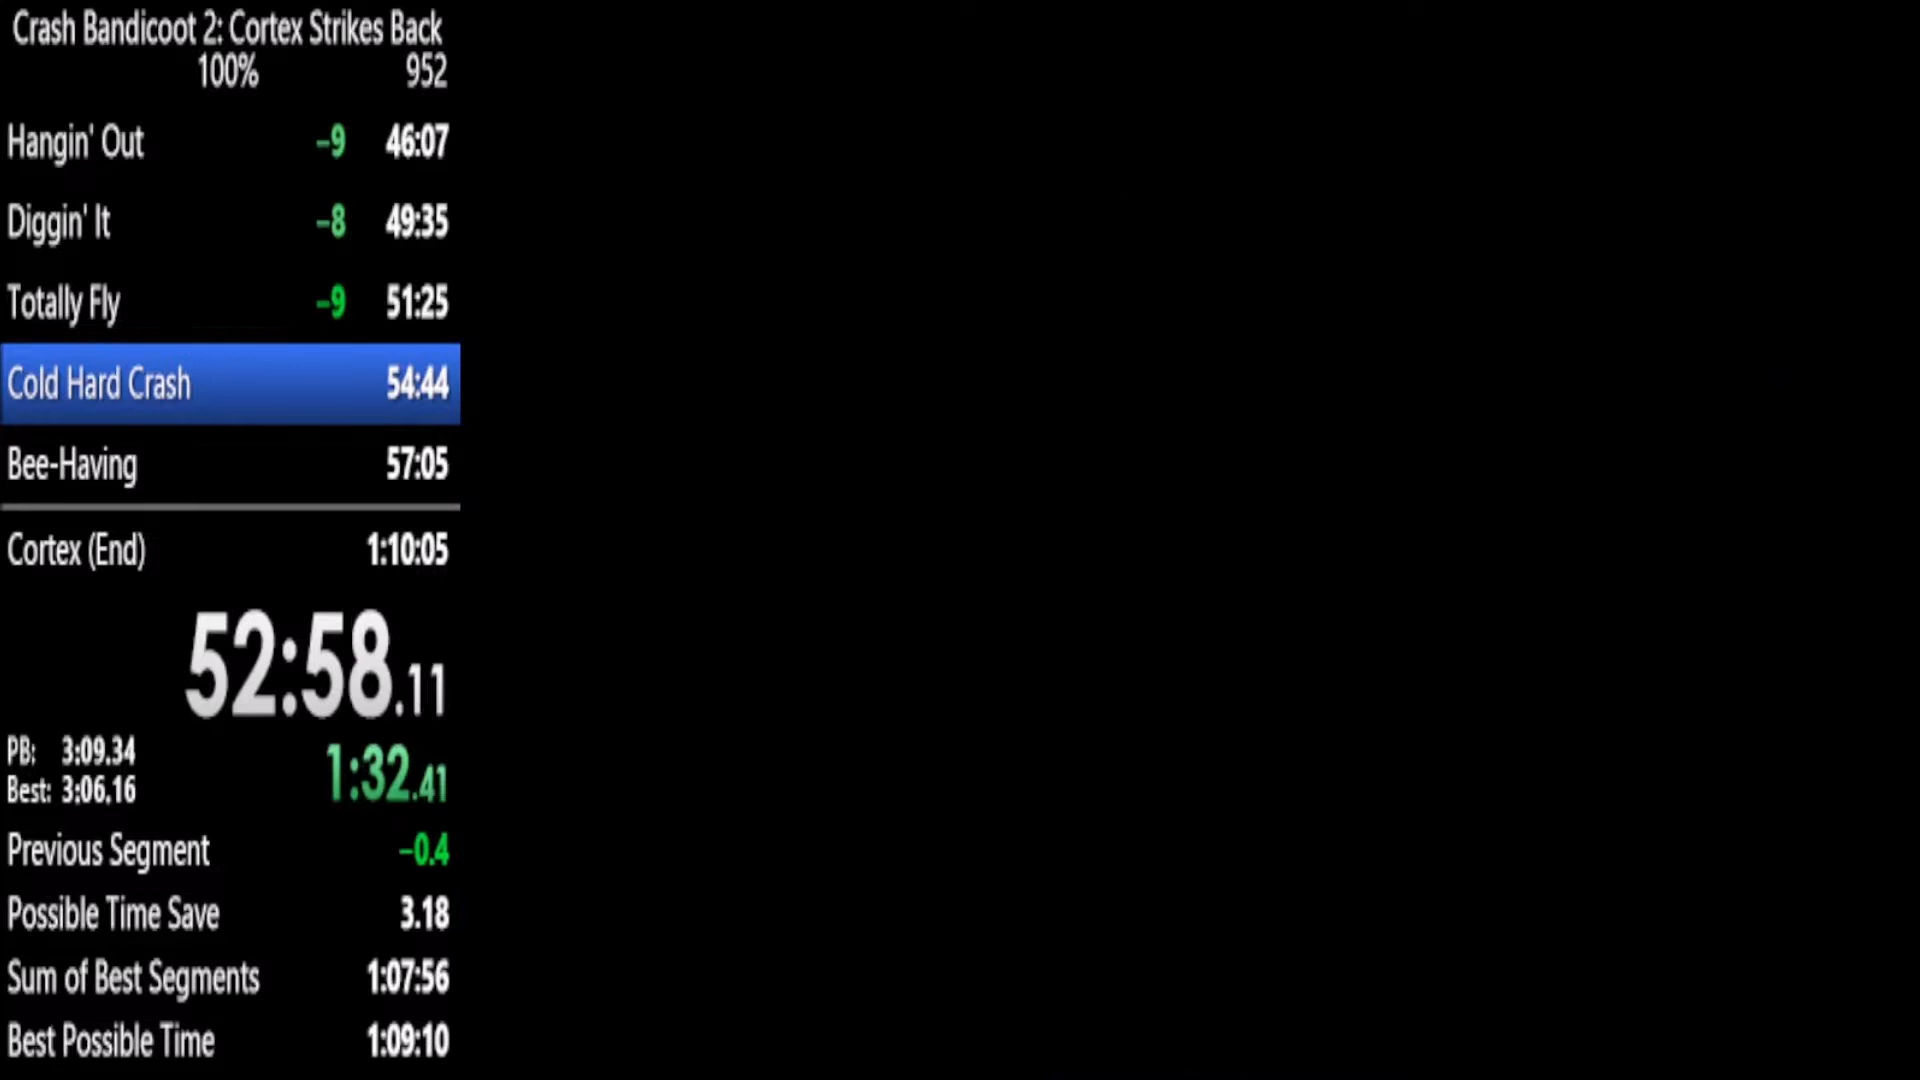 Crash Bandicoot 2: Cortex Strikes Back
100% 952
Hangin' Out −9 46:07
Diggin' It −8 49:35
Totally Fly −9 51:25
Cold Hard Crash 54:44
Bee-Having 57:05
Cortex (End) 1:10:05
52:58.11
PB: 3:09.34
Best: 3:06.16
1:32.41
Previous Segment −0.4
Possible Time Save 3.18
Sum of Best Segments 1:07:56
Best Possible Time 1:09:10